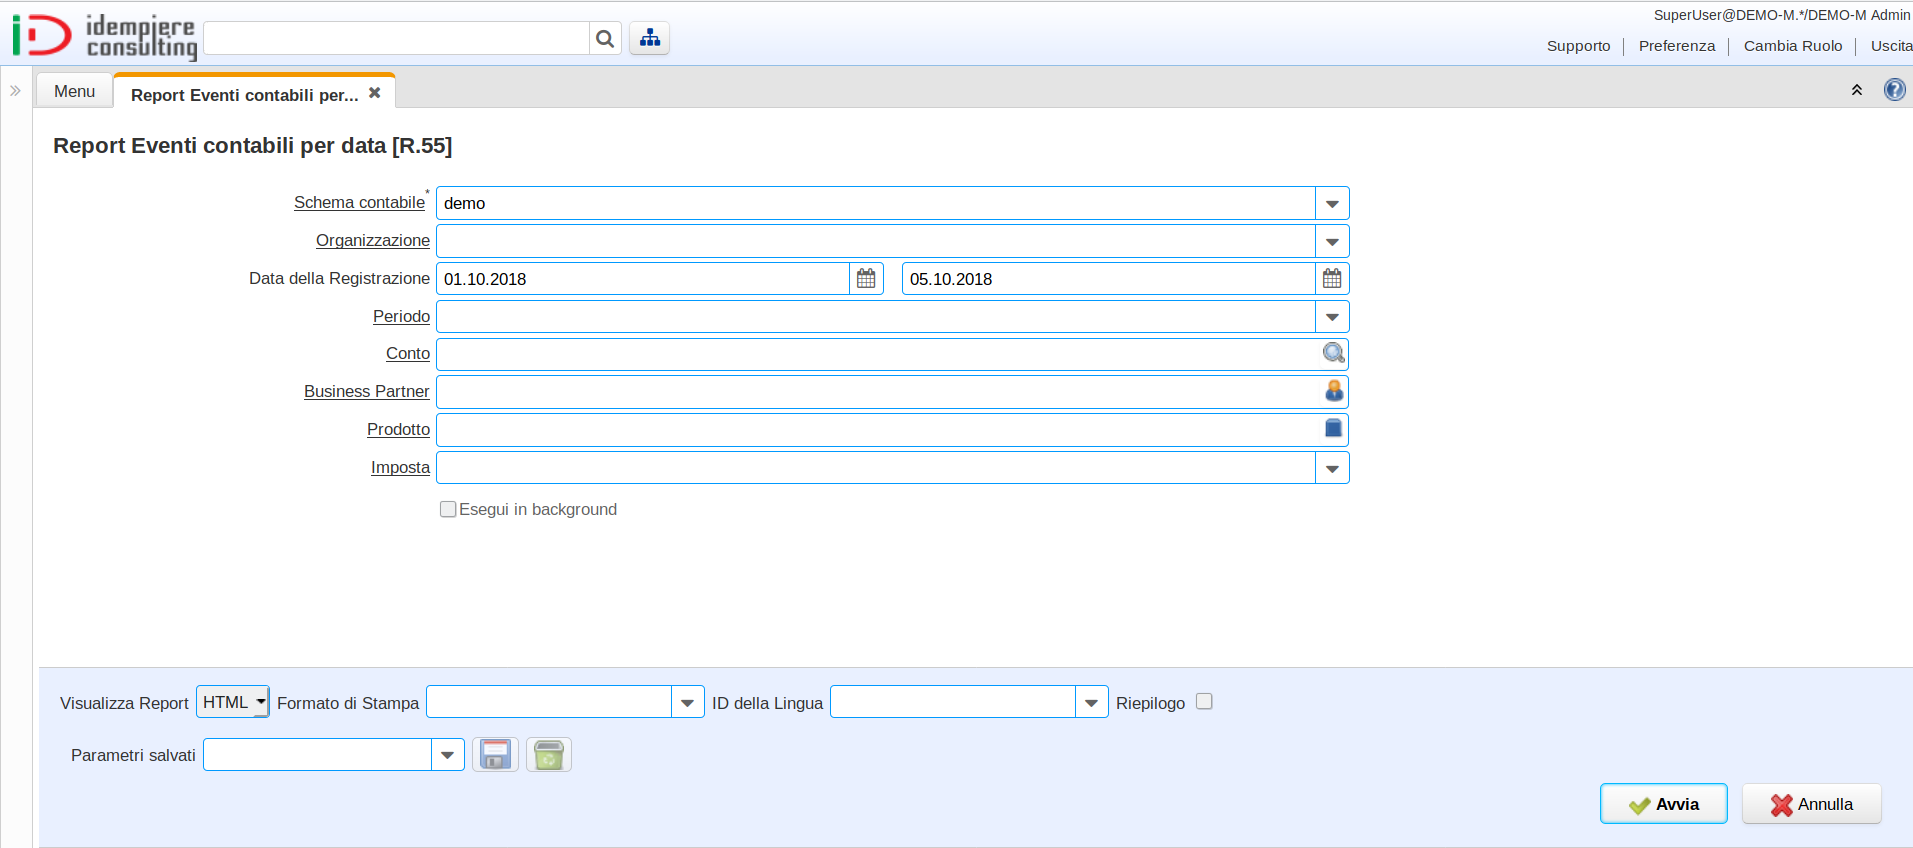 idempiere
consulting
SuperUser@DEMO-M.*/DEMO-M Admin
Supporto Preferenza Cambia Ruolo Uscita
Menu Report Eventi contabili per...
Report Eventi contabili per data [R.55]
Schema contabile* demo
Organizzazione
Data della Registrazione 01.10.2018 05.10.2018
Periodo
Conto
Business Partner
Prodotto
Imposta
Esegui in background
Visualizza Report HTML Formato di Stampa ID della Lingua Riepilogo
Parametri salvati
Avvia Annulla